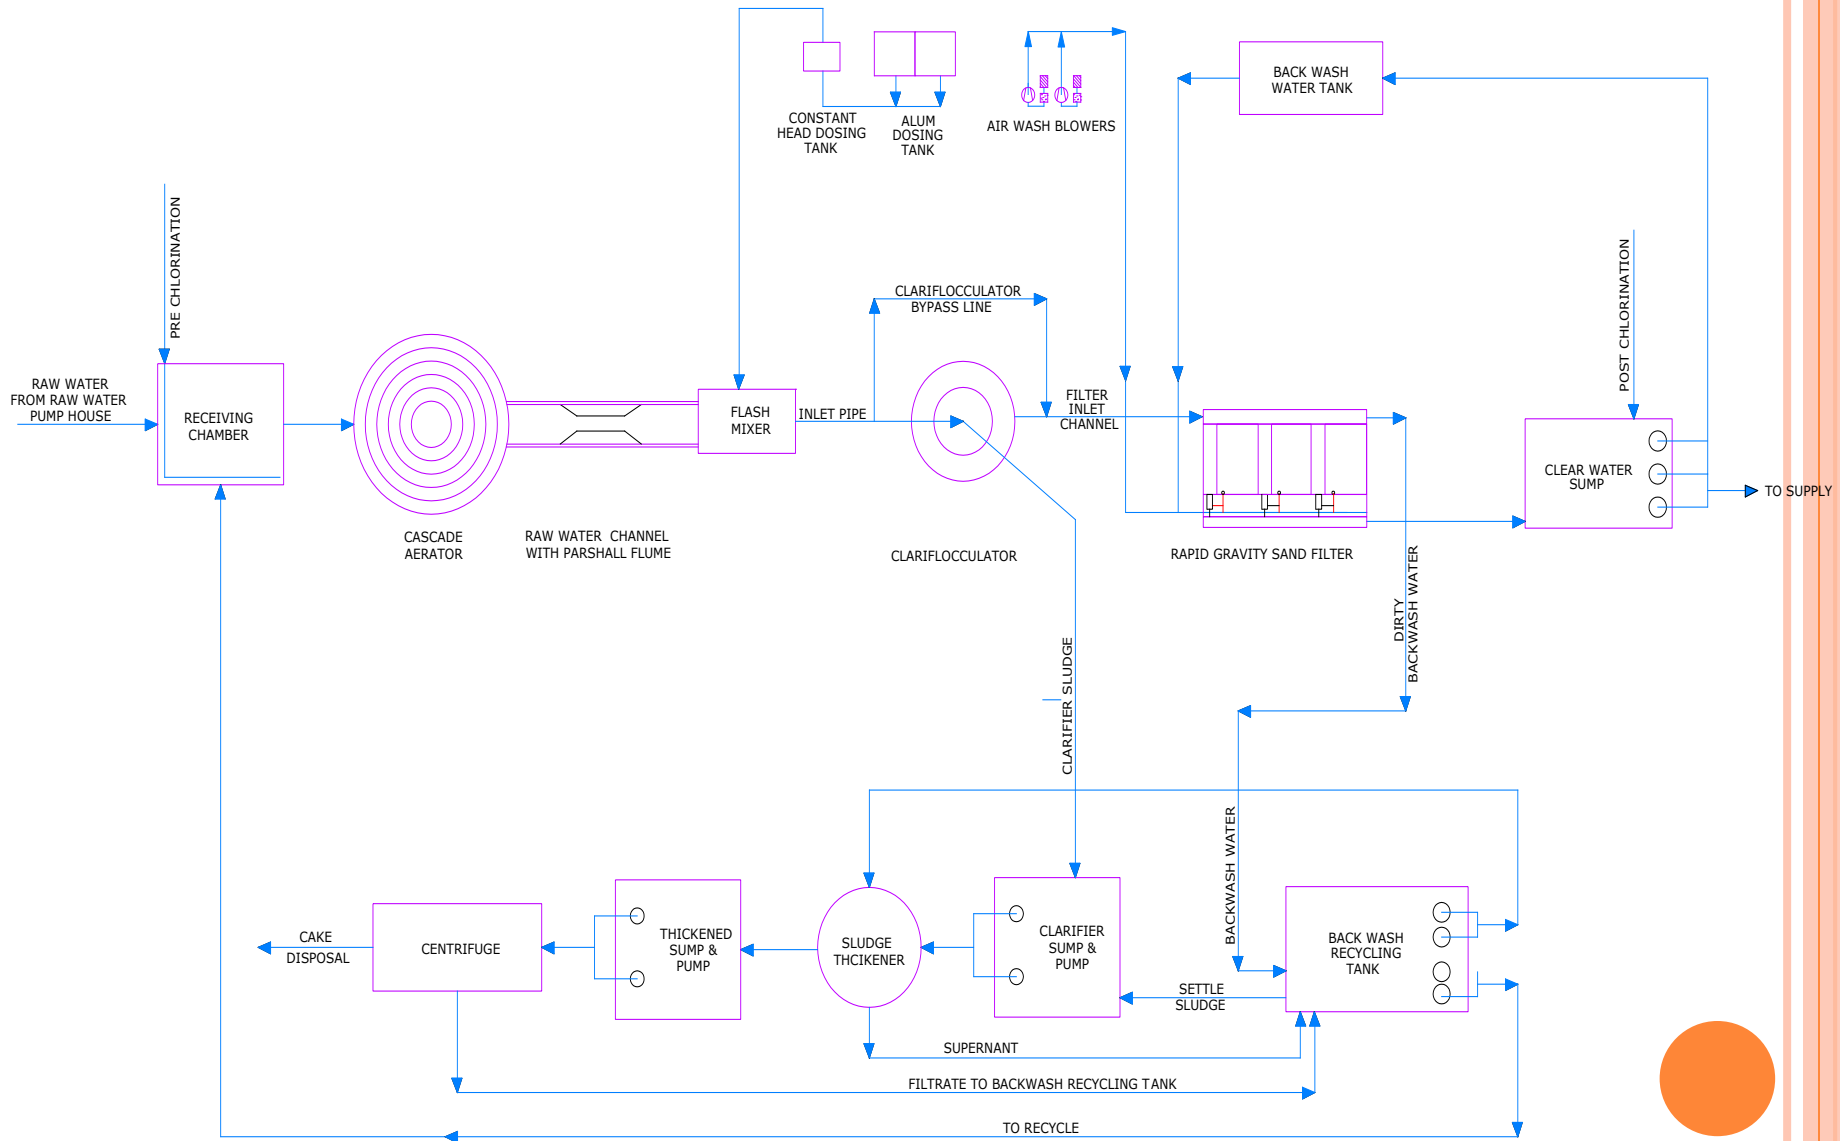 CONSTANT
HEAD DOSING
TANK
ALUM
DOSING
TANK
AIR WASH BLOWERS
BACK WASH
WATER TANK
PRE CHLORINATION
POST CHLORINATION
CLARIFLOCCULATOR
BYPASS LINE
RAW WATER
FROM RAW WATER
PUMP HOUSE
RECEIVING
CHAMBER
FLASH
MIXER
INLET PIPE
FILTER
INLET
CHANNEL
CLEAR WATER
SUMP
TO SUPPLY
CASCADE
AERATOR
RAW WATER CHANNEL
WITH PARSHALL FLUME
CLARIFLOCCULATOR
RAPID GRAVITY SAND FILTER
DIRTY
BACKWASH WATER
CLARIFIER SLUDGE
BACKWASH WATER
CAKE
DISPOSAL
CENTRIFUGE
THICKENED
SUMP &
PUMP
SLUDGE
THCIKENER
CLARIFIER
SUMP &
PUMP
SETTLE
SLUDGE
BACK WASH
RECYCLING
TANK
SUPERNANT
FILTRATE TO BACKWASH RECYCLING TANK
TO RECYCLE